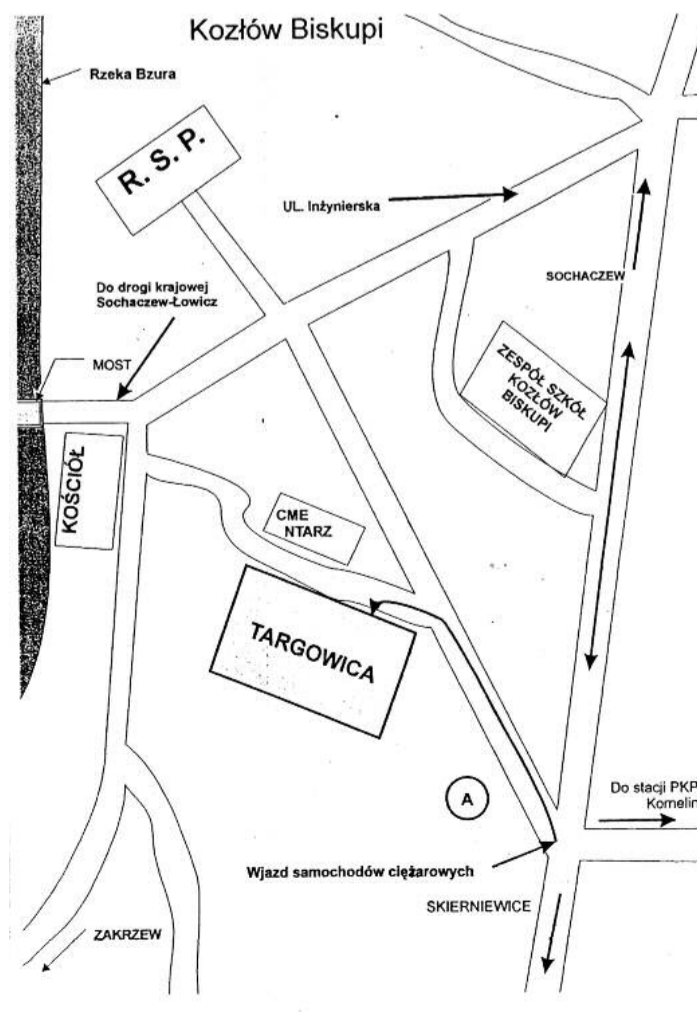 Kozłów Biskupi
Rzeka Bzura
R. S. P.
UL. Inżynierska
SOCHACZEW
Do drogi krajowej
Sochaczew-Łowicz
MOST
ZESPÓŁ SZKÓŁ
KOZŁÓW
BISKUPI
KOŚCIÓŁ
CME
NTARZ
TARGOWICA
A
Do stacji PKP
Kornelin
Wjazd samochodów ciężarowych
SKIERNIEWICE
ZAKRZEW